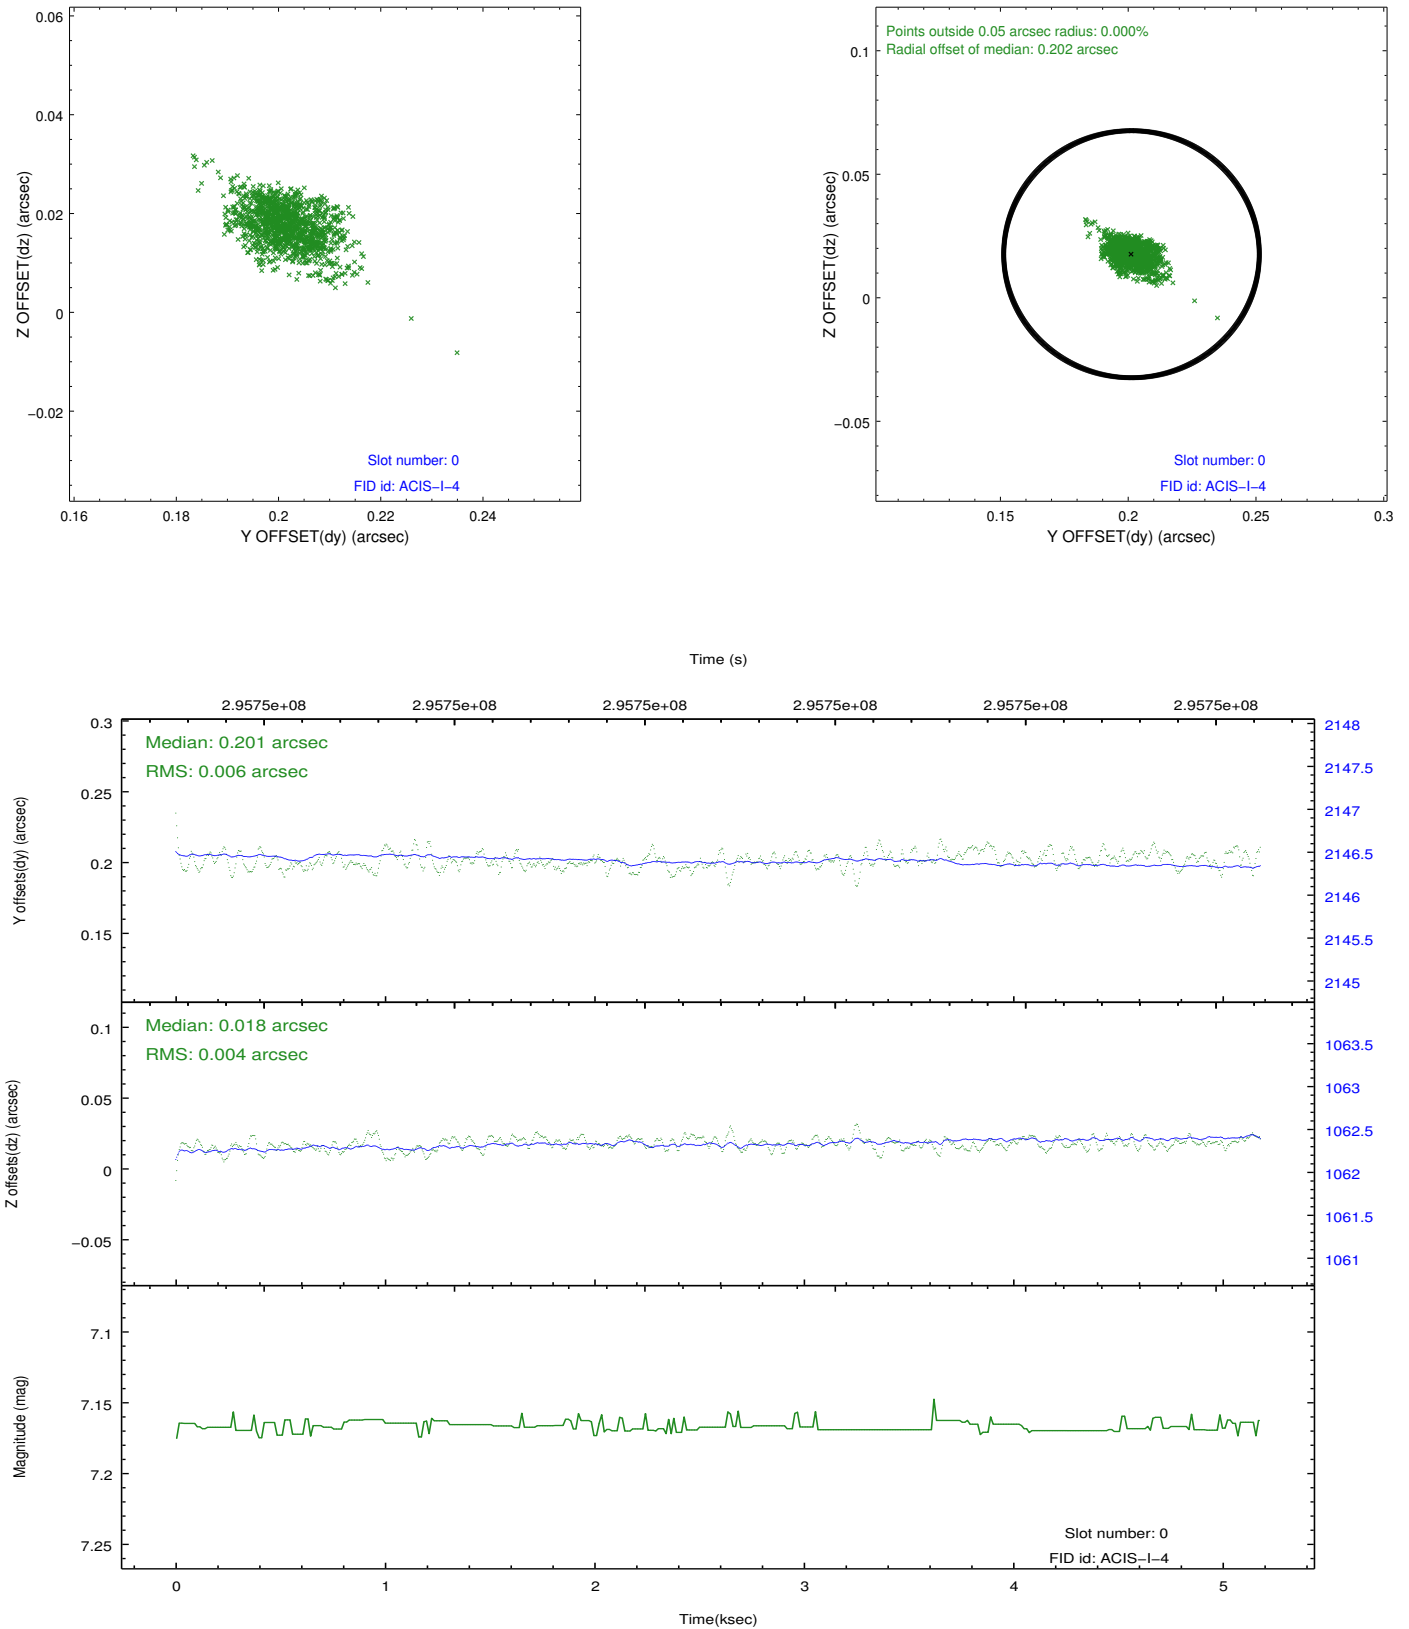 0.06
0.04
0.02
0
−0.02
Z OFFSET(dz) (arcsec)
Slot number: 0
FID id: ACIS−I−4
0.16 0.18 0.2 0.22 0.24
Y OFFSET(dy) (arcsec)
Points outside 0.05 arcsec radius: 0.000%
Radial offset of median: 0.202 arcsec
0.1
0.05
0
−0.05
Z OFFSET(dz) (arcsec)
Slot number: 0
FID id: ACIS−I−4
0.15 0.2 0.25 0.3
Y OFFSET(dy) (arcsec)
Time (s)
2.9575e+08 2.9575e+08 2.9575e+08 2.9575e+08 2.9575e+08 2.9575e+08
Median: 0.201 arcsec
RMS: 0.006 arcsec
0.3
0.25
0.2
0.15
Y offsets(dy) (arcsec)
2148
2147.5
2147
2146.5
2146
2145.5
2145
Median: 0.018 arcsec
RMS: 0.004 arcsec
0.1
0.05
0
−0.05
Z offsets(dz) (arcsec)
1063.5
1063
1062.5
1062
1061.5
1061
7.1
7.15
7.2
7.25
Magnitude (mag)
Slot number: 0
FID id: ACIS−I−4
0 1 2 3 4 5
Time(ksec)